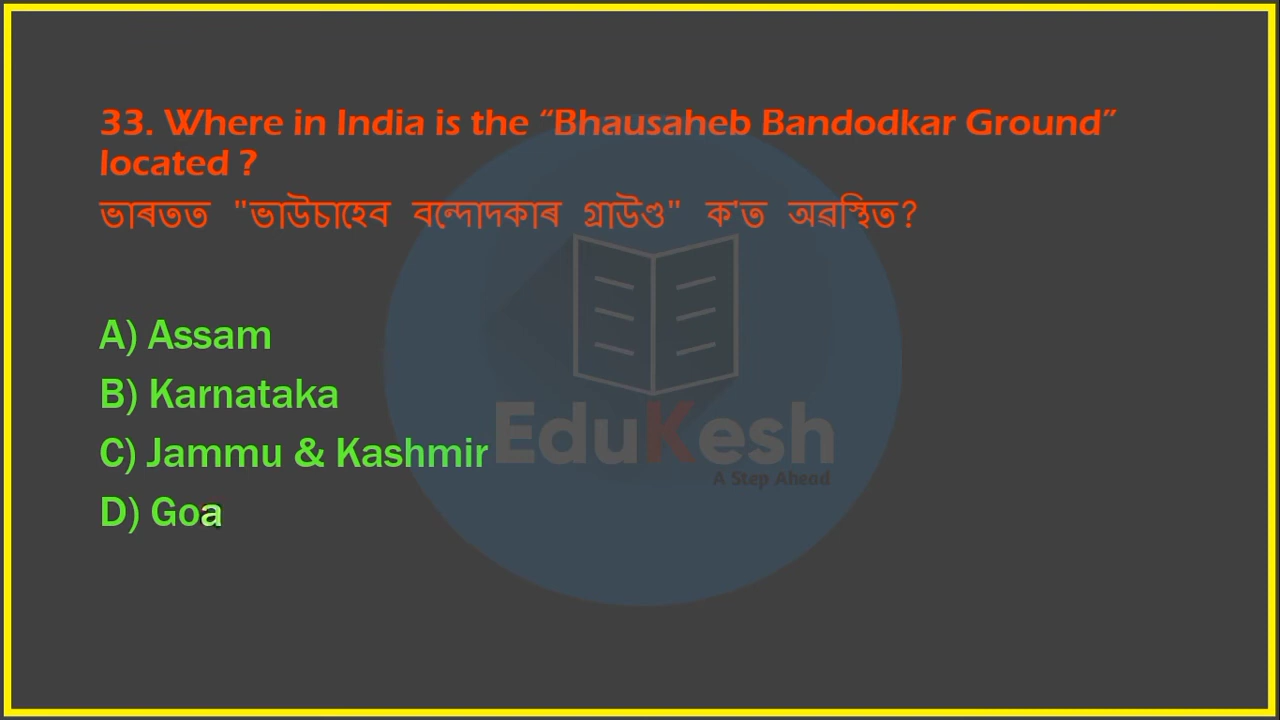 33. Where in India is the “Bhausaheb Bandodkar Ground”
located ?
ভাৰতত "ভাউচাহেব বন্দোদকাৰ গ্ৰাউণ্ড" ক'ত অৱস্থিত?
A) Assam
B) Karnataka
C) Jammu & Kashmir
D) Goa
EduKesh
A Step Ahead